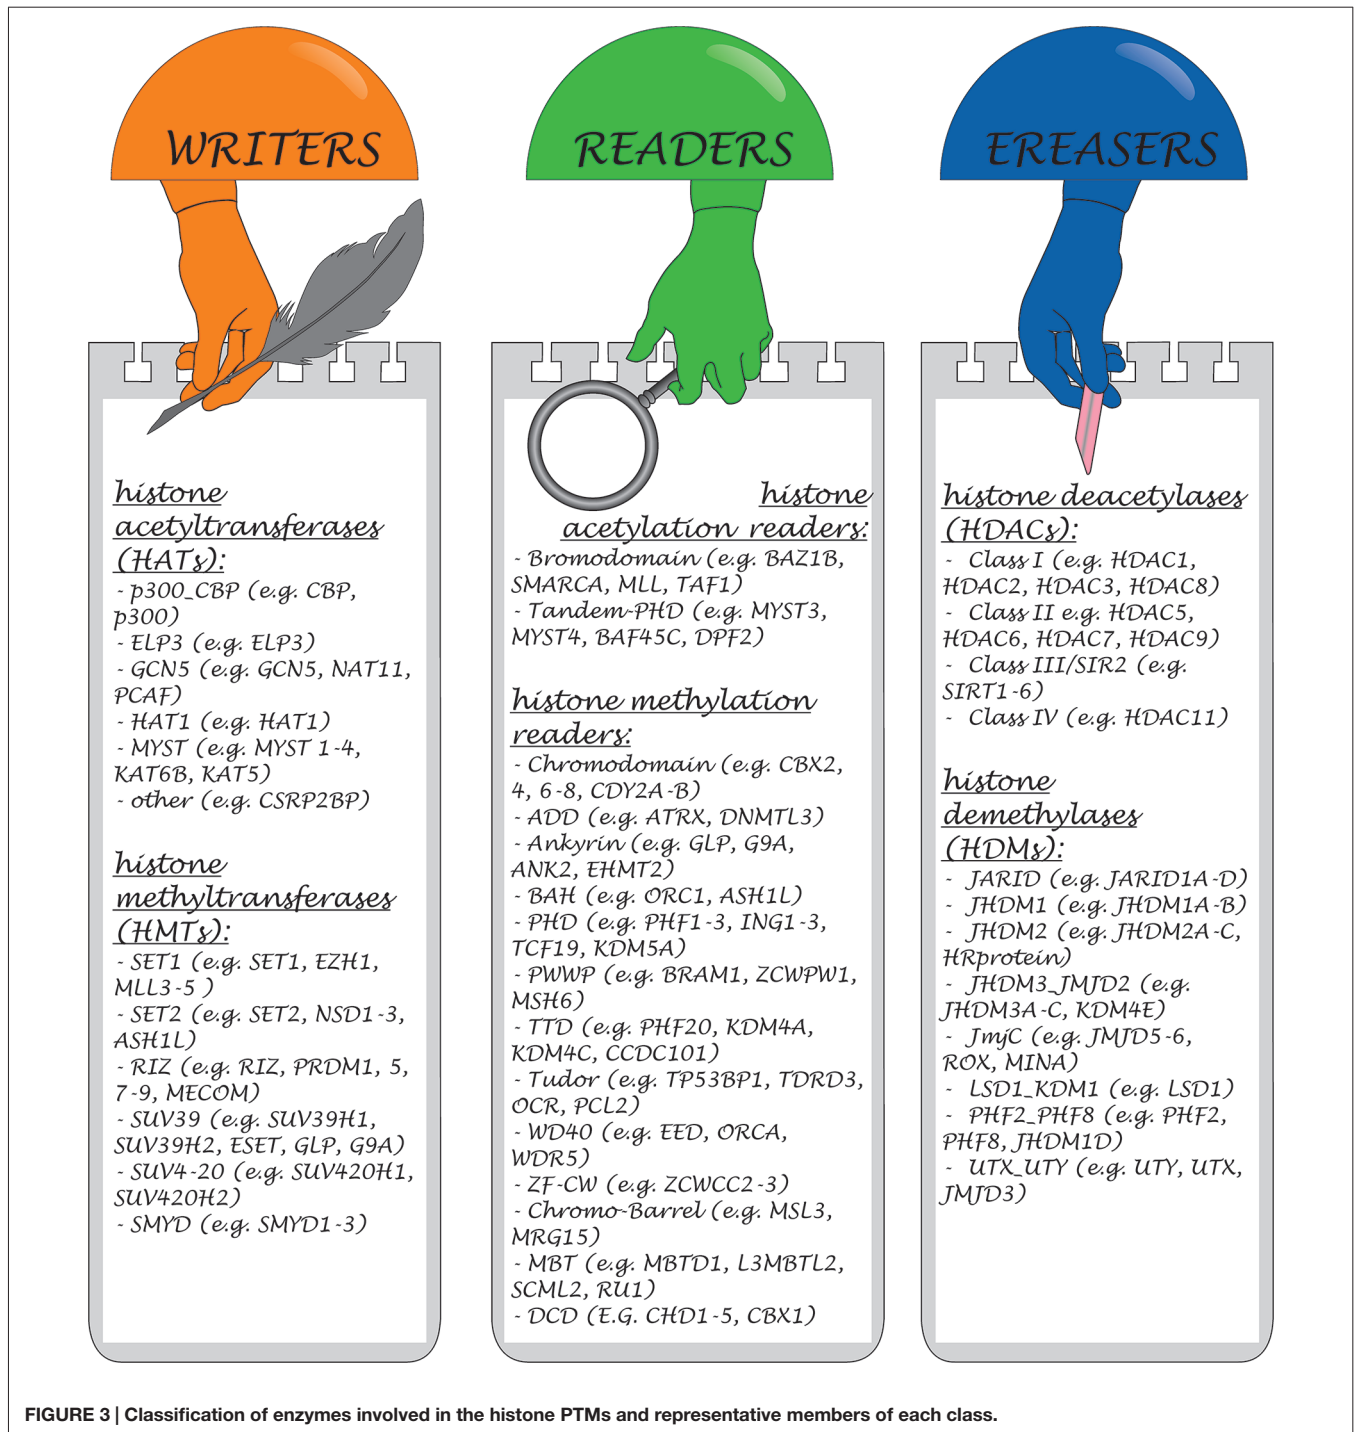 WRITERS
histone
acetyltransferases
(HATs):
- p300_CBP (e.g. CBP,
p300)
- ELP3 (e.g. ELP3)
- GCN5 (e.g. GCN5, NAT11,
PCAF)
- HAT1 (e.g. HAT1)
- MYST (e.g. MYST 1-4,
KAT6B, KAT5)
- other (e.g. CSRP2BP)
histone
methyltransferases
(HMTs):
- SET1 (e.g. SET1, EZH1,
MLL3-5 )
- SET2 (e.g. SET2, NSD1-3,
ASH1L)
- RIZ (e.g. RIZ, PRDM1, 5,
7-9, MECOM)
- SUV39 (e.g. SUV39H1,
SUV39H2, ESET, GLP, G9A)
- SUV4-20 (e.g. SUV420H1,
SUV420H2)
- SMYD (e.g. SMYD1-3)
READERS
histone
acetylation readers:
- Bromodomain (e.g. BAZ1B,
SMARCA, MLL, TAF1)
- Tandem-PHD (e.g. MYST3,
MYST4, BAF45C, DPF2)
histone methylation
readers:
- Chromodomain (e.g. CBX2,
4, 6-8, CDY2A-B)
- ADD (e.g. ATRX, DNMTL3)
- Ankyrin (e.g. GLP, G9A,
ANK2, EHMT2)
- BAH (e.g. ORC1, ASH1L)
- PHD (e.g. PHF1-3, ING1-3,
TCF19, KDM5A)
- PWWP (e.g. BRAM1, ZCWPW1,
MSH6)
- TTD (e.g. PHF20, KDM4A,
KDM4C, CCDC101)
- Tudor (e.g. TP53BP1, TDRD3,
OCR, PCL2)
- WD40 (e.g. EED, ORCA,
WDR5)
- ZF-CW (e.g. ZCWCC2-3)
- Chromo-Barrel (e.g. MSL3,
MRG15)
- MBT (e.g. MBTD1, L3MBTL2,
SCML2, RU1)
- DCD (E.G. CHD1-5, CBX1)
EREASERS
histone deacetylases
(HDACs):
- Class I (e.g. HDAC1,
HDAC2, HDAC3, HDAC8)
- Class II e.g. HDAC5,
HDAC6, HDAC7, HDAC9)
- Class III/SIR2 (e.g.
SIRT1-6)
- Class IV (e.g. HDAC11)
histone
demethylases
(HDMs):
- JARID (e.g. JARID1A-D)
- JHDM1 (e.g. JHDM1A-B)
- JHDM2 (e.g. JHDM2A-C,
HRprotein)
- JHDM3_JMJD2 (e.g.
JHDM3A-C, KDM4E)
- JmjC (e.g. JMJD5-6,
ROX, MINA)
- LSD1_KDM1 (e.g. LSD1)
- PHF2_PHF8 (e.g. PHF2,
PHF8, JHDM1D)
- UTX_UTY (e.g. UTY, UTX,
JMJD3)
FIGURE 3 | Classification of enzymes involved in the histone PTMs and representative members of each class.